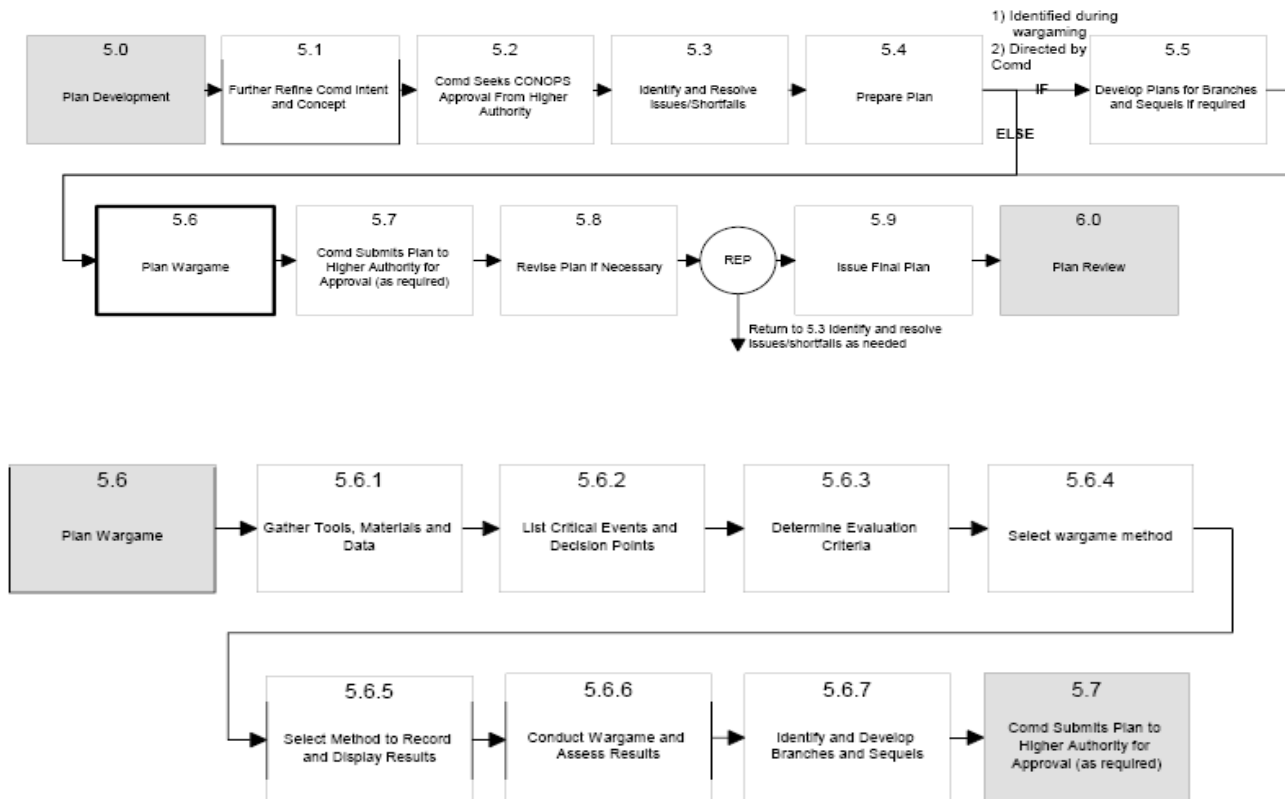 1) Identified during
wargaming
2) Directed by
Comd
5.0
Plan Development
5.1
Further Refine Comd Intent
and Concept
5.2
Comd Seeks CONOPS
Approval From Higher
Authority
5.3
Identify and Resolve
Issues/Shortfalls
5.4
Prepare Plan
IF
ELSE
5.5
Develop Plans for Branches
and Sequels if required
5.6
Plan Wargame
5.7
Comd Submits Plan to
Higher Authority for
Approval (as required)
5.8
Revise Plan if Necessary
REP
Return to 5.3 Identify and resolve
issues/shortfalls as needed
5.9
Issue Final Plan
6.0
Plan Review
5.6
Plan Wargame
5.6.1
Gather Tools, Materials and
Data
5.6.2
List Critical Events and
Decision Points
5.6.3
Determine Evaluation
Criteria
5.6.4
Select wargame method
5.6.5
Select Method to Record
and Display Results
5.6.6
Conduct Wargame and
Assess Results
5.6.7
Identify and Develop
Branches and Sequels
5.7
Comd Submits Plan to
Higher Authority for
Approval (as required)